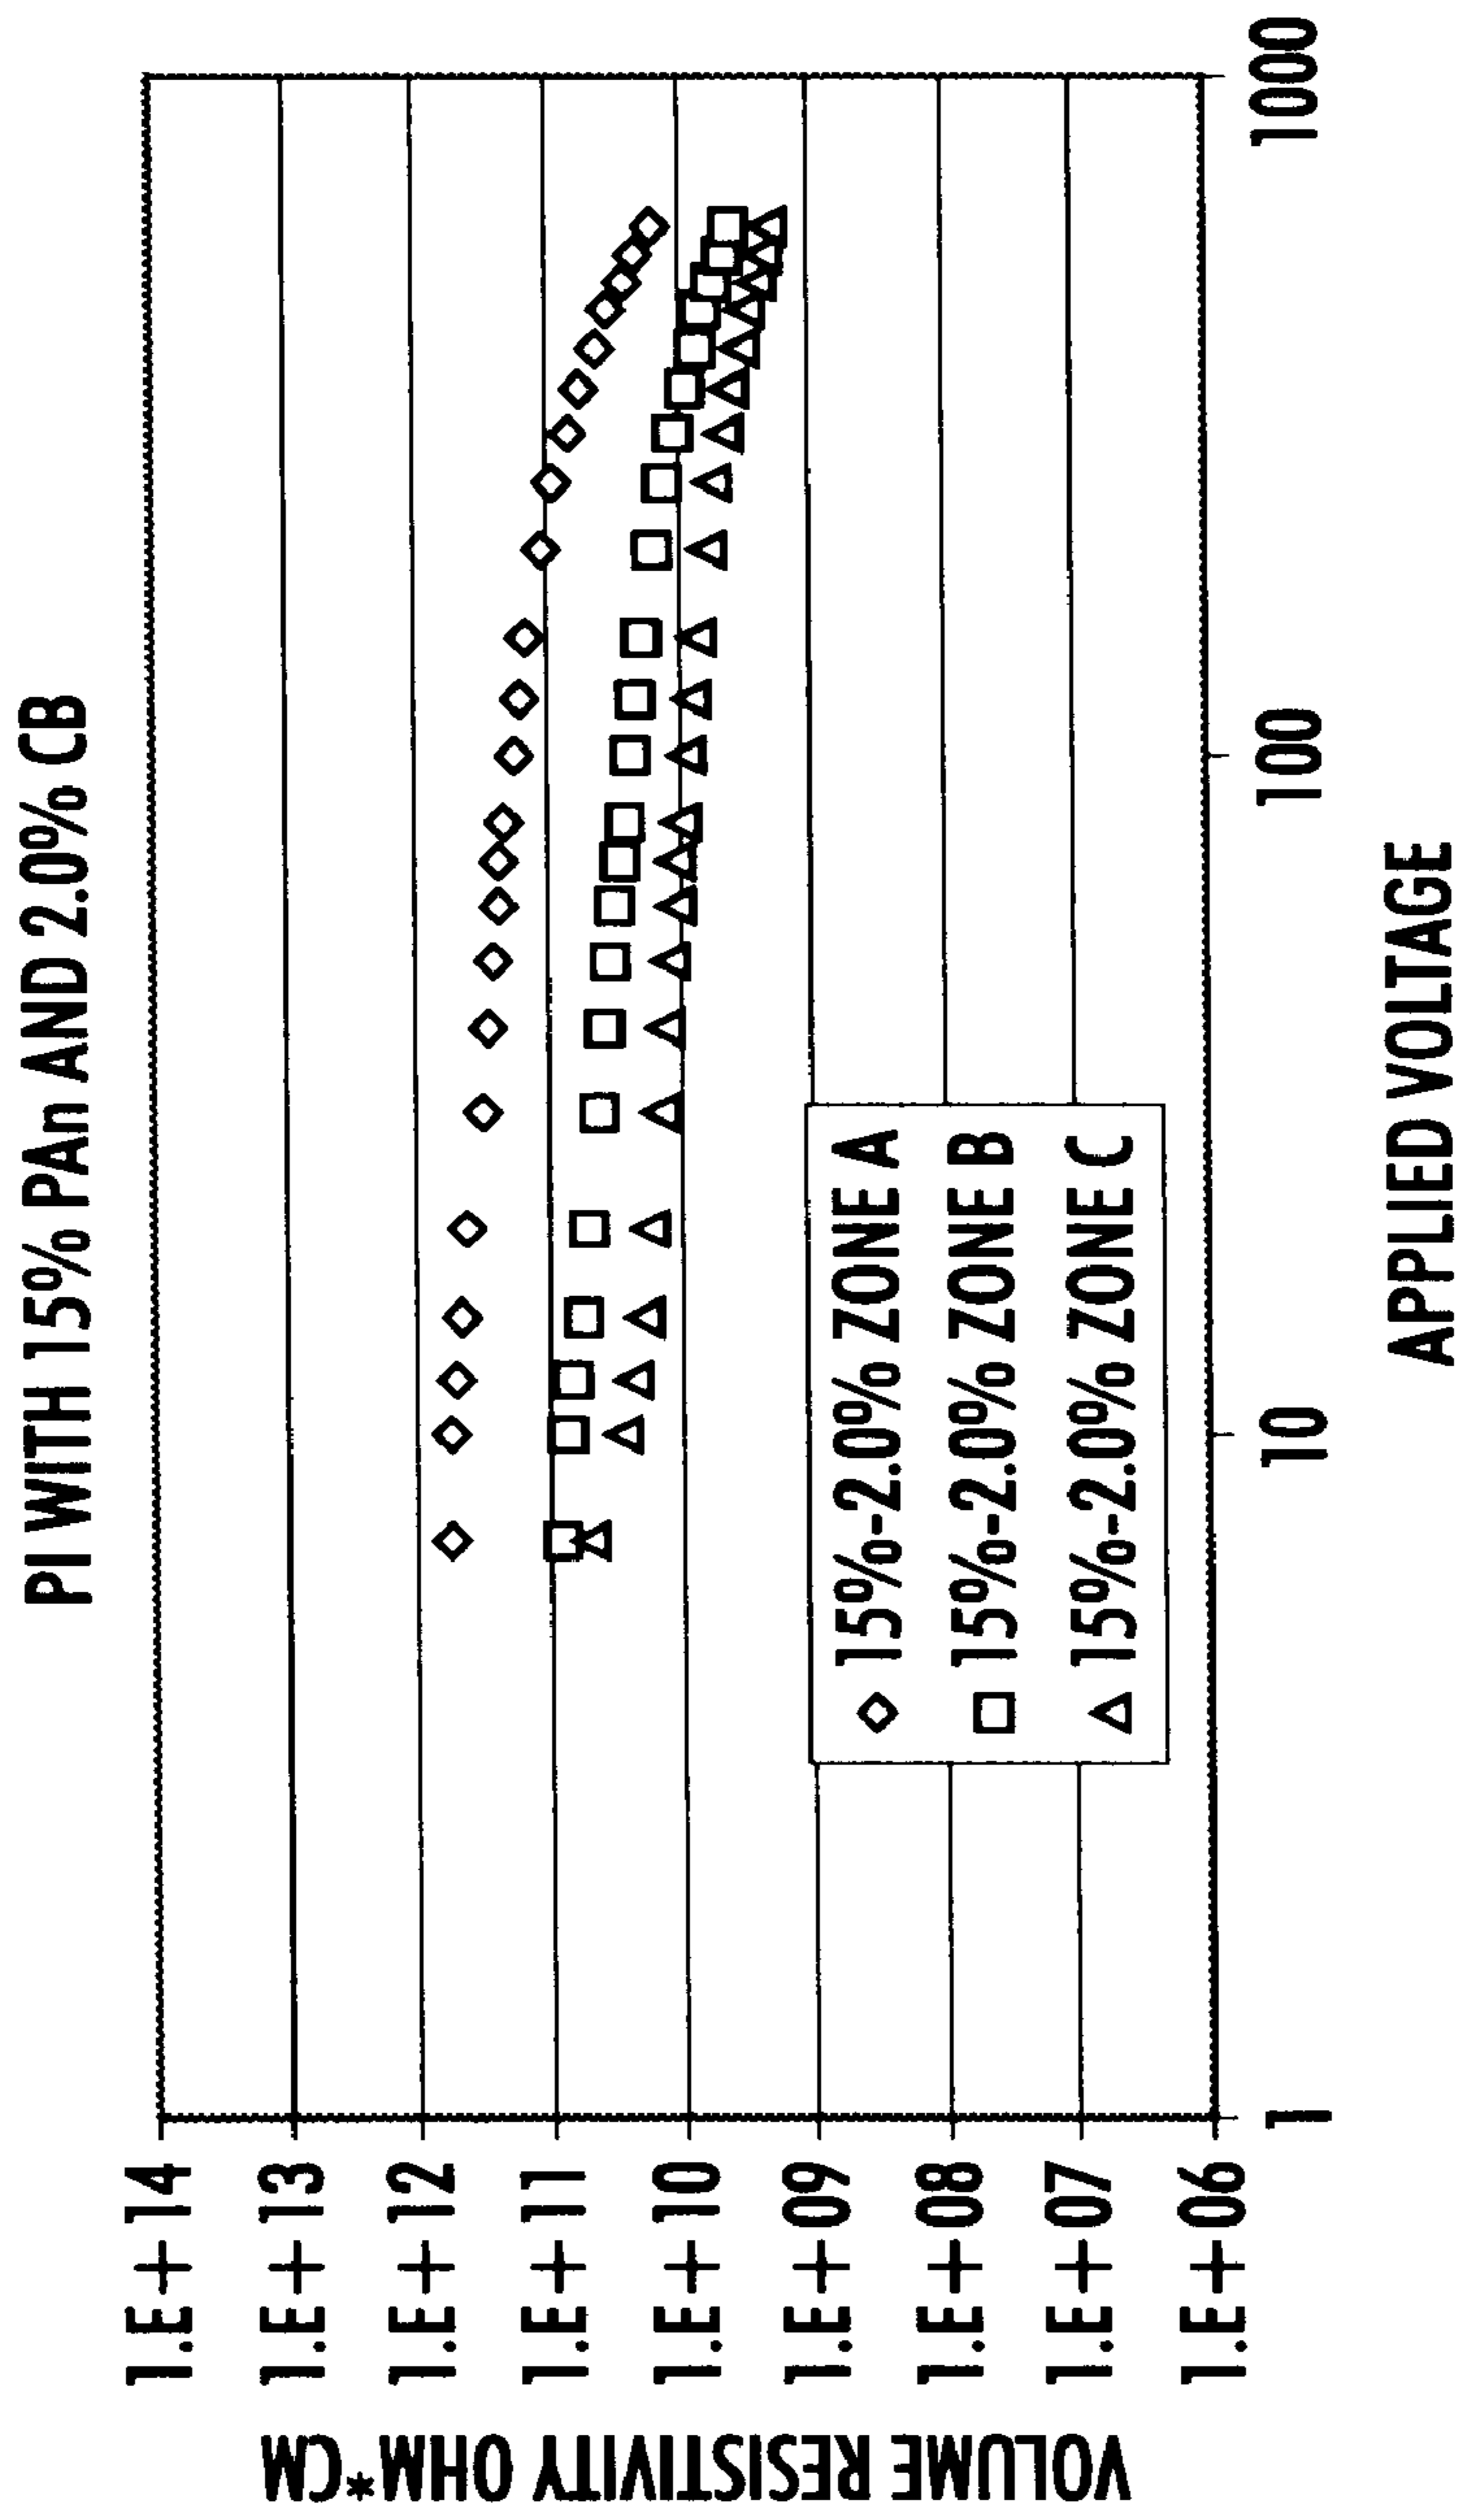 PI WITH 15% PAn AND 2.0% CB
VOLUME RESISTIVITY OHM*CM
1.E+14
1.E+13
1.E+12
1.E+11
1.E+10
1.E+09
1.E+08
1.E+07
1.E+06
15%-2.0% ZONE A
15%-2.0% ZONE B
15%-2.0% ZONE C
1
10
100
1000
APPLIED VOLTAGE